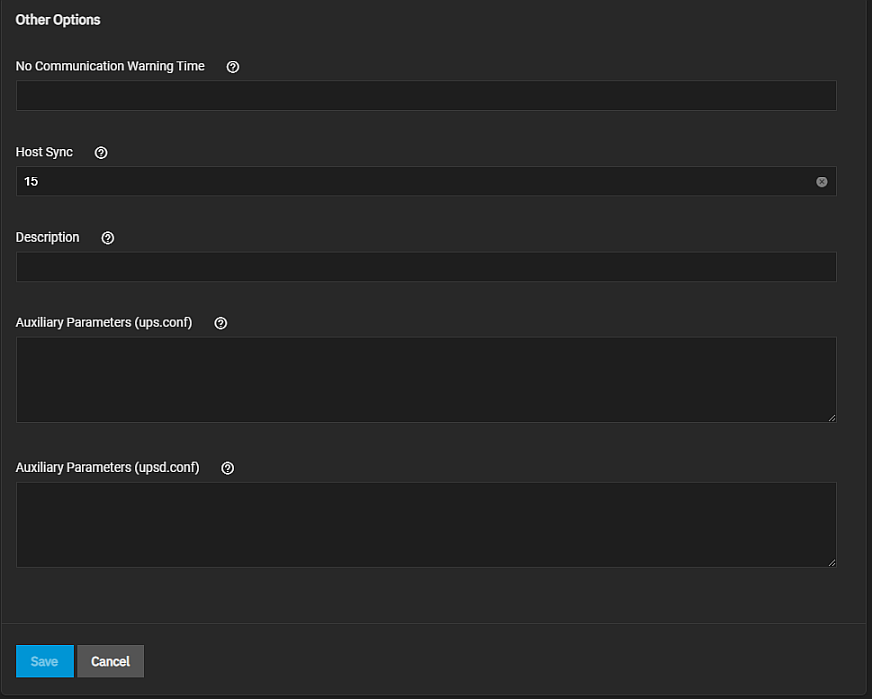 Other Options
No Communication Warning Time
Host Sync
15
Description
Auxiliary Parameters (ups.conf)
Auxiliary Parameters (upsd.conf)
Save Cancel